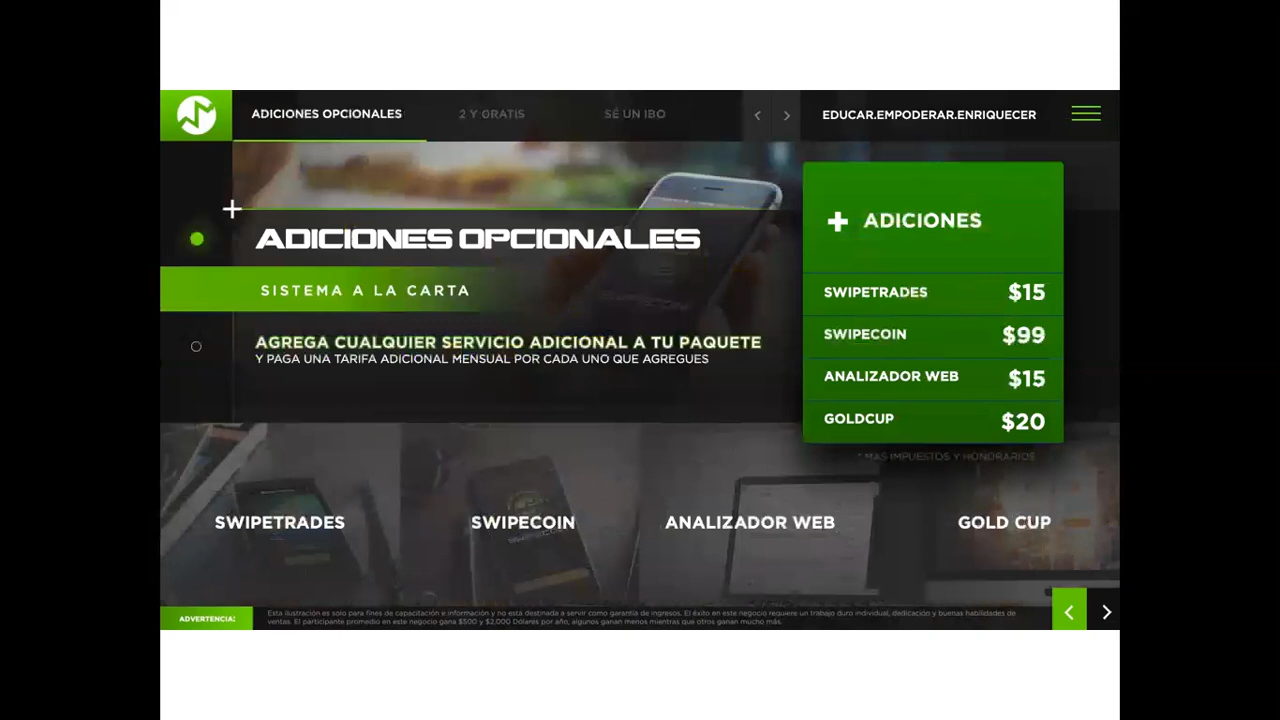 ADICIONES OPCIONALES
2 Y GRATIS
SÉ UN IBO
EDUCAR.EMPODERAR.ENRIQUECER
ADICIONES OPCIONALES
SISTEMA A LA CARTA
AGREGA CUALQUIER SERVICIO ADICIONAL A TU PAQUETE
Y PAGA UNA TARIFA ADICIONAL MENSUAL POR CADA UNO QUE AGREGUES
+ ADICIONES
SWIPETRADES $15
SWIPECOIN $99
ANALIZADOR WEB $15
GOLDCUP $20
* MAS IMPUESTOS Y HONORARIOS
SWIPETRADES
SWIPECOIN
ANALIZADOR WEB
GOLD CUP
ADVERTENCIA:
Esta ilustración es solo para fines de capacitación e información y no está destinada a servir como garantía de ingresos. El éxito en este negocio requiere un trabajo duro individual, dedicación y buenas habilidades de
ventas. El participante promedio en este negocio gana $500 y $2,000 Dólares por año, algunos ganan menos mientras que otros ganan mucho más.